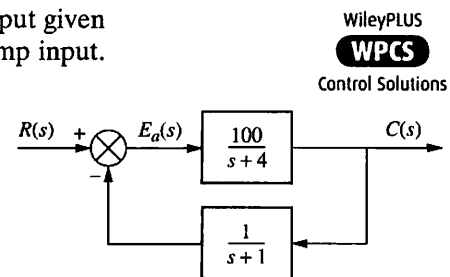 put given
mp input.
WileyPLUS
WPCS
Control Solutions
R(s) + E_a(s) 100 C(s)
s + 4
−
1
s + 1